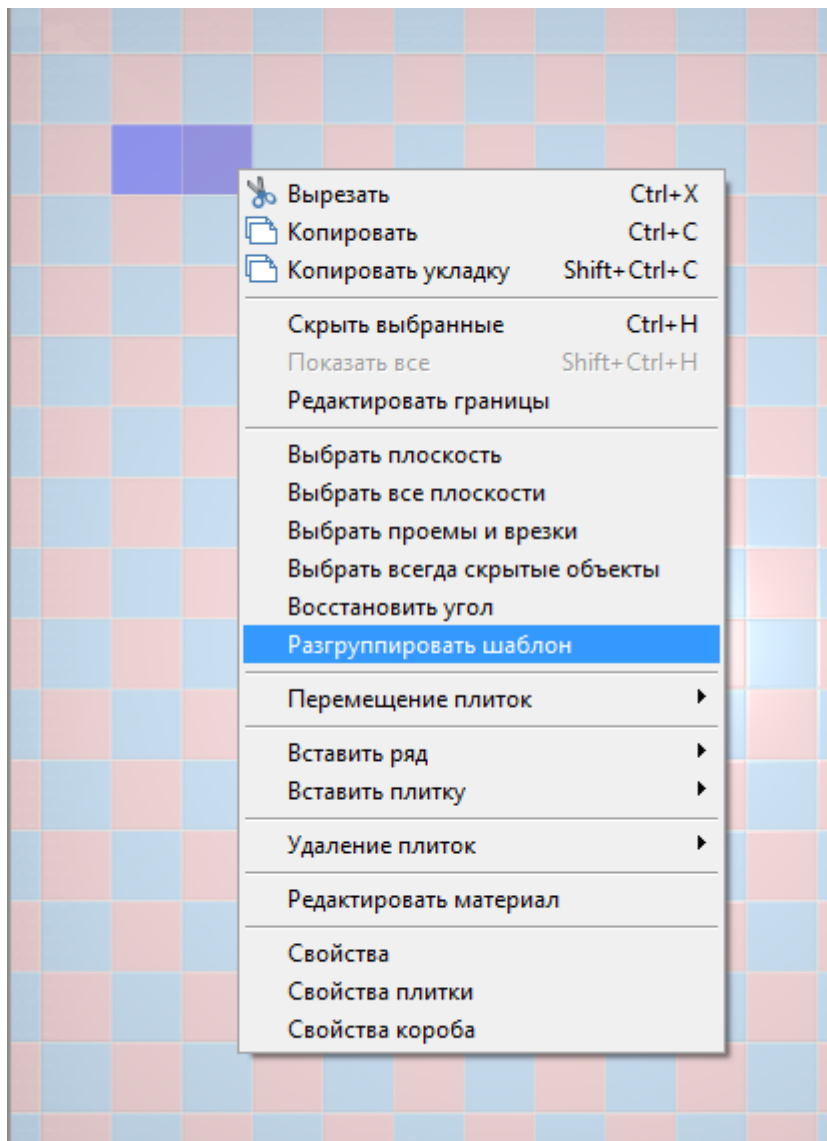 Вырезать Ctrl+X
Копировать Ctrl+C
Копировать укладку Shift+Ctrl+C
Скрыть выбранные Ctrl+H
Показать все Shift+Ctrl+H
Редактировать границы
Выбрать плоскость
Выбрать все плоскости
Выбрать проемы и врезки
Выбрать всегда скрытые объекты
Восстановить угол
Разгруппировать шаблон
Перемещение плиток
Вставить ряд
Вставить плитку
Удаление плиток
Редактировать материал
Свойства
Свойства плитки
Свойства короба